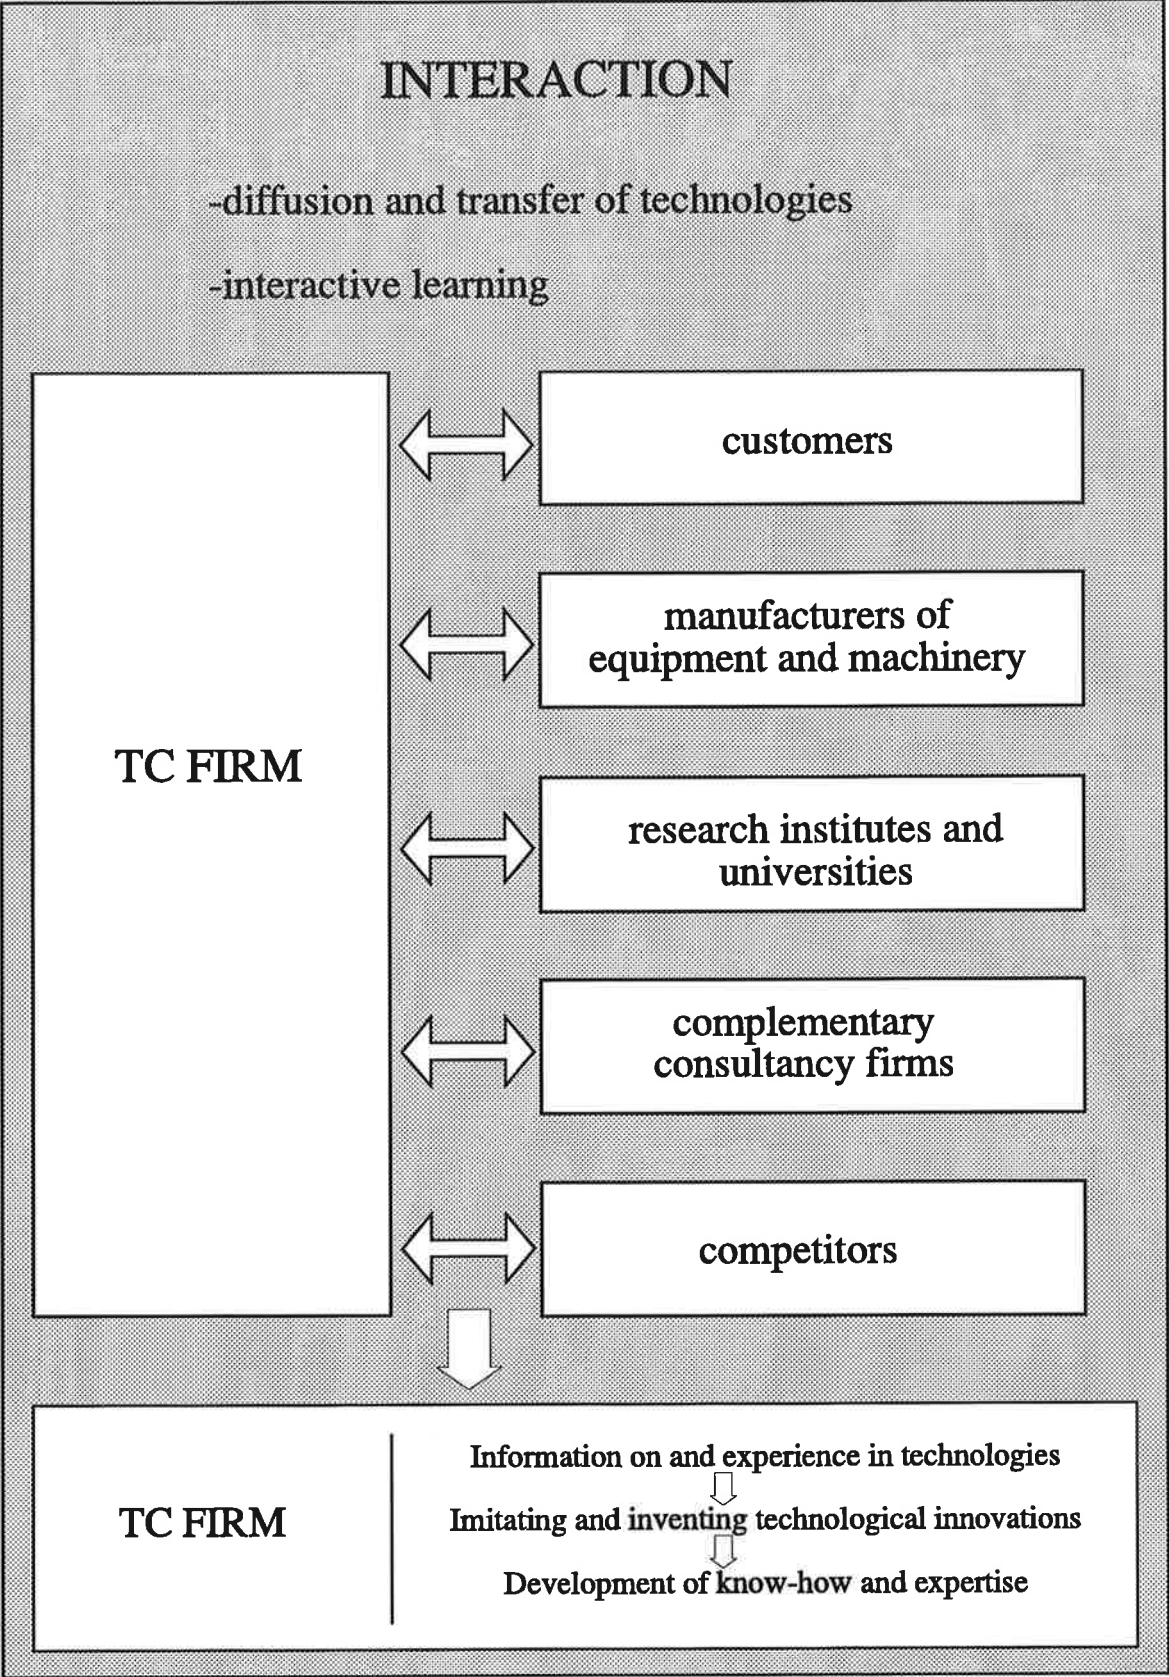 INTERACTION
-diffusion and transfer of technologies
-interactive learning
TC FIRM
customers
manufacturers of
equipment and machinery
research institutes and
universities
complementary
consultancy firms
competitors
TC FIRM
Information on and experience in technologies
Imitating and inventing technological innovations
Development of know-how and expertise